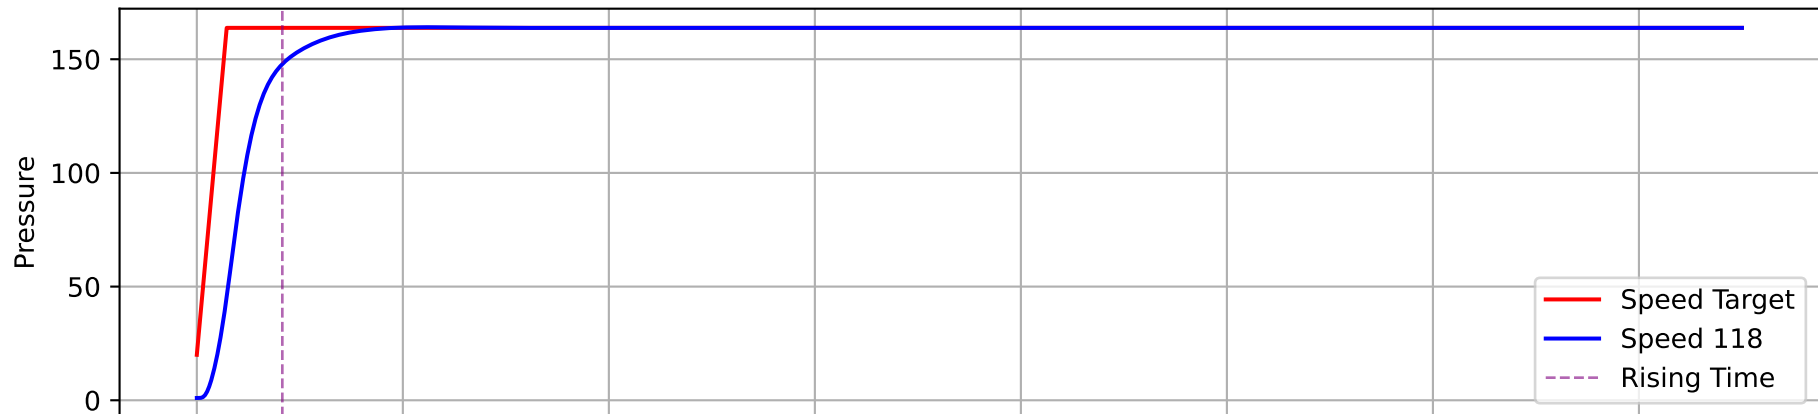 Pressure
150
100
50
0
Speed Target
Speed 118
Rising Time